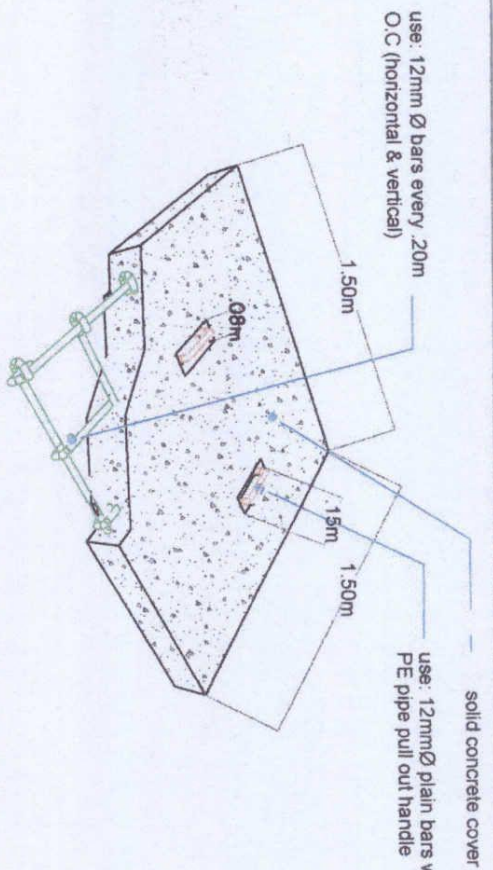 solid concrete cover
use: 12mmØ plain bars
PE pipe pull out handle
use: 12mm Ø bars every .20m
O.C (horizontal & vertical)
1.50m
1.50m
.15m
.08m